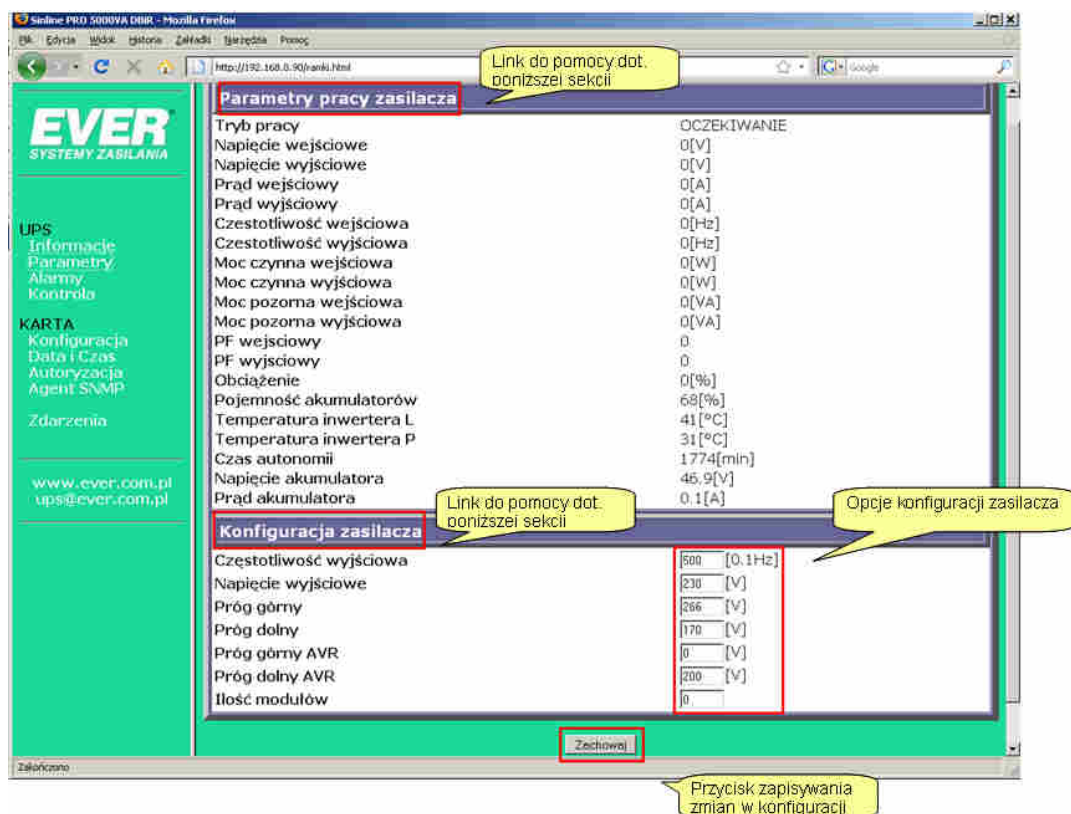 Sinline PRO 5000VA DBiR - Mozilla Firefox
Plik Edycja Widok Historia Zakładki Narzędzia Pomoc
http://192.168.0.90/ramki.html
Google
Link do pomocy dot.
poniższej sekcji
EVER
SYSTEMY ZASILANIA
UPS
Informacje
Parametry
Alarmy
Kontrola
KARTA
Konfiguracja
Data i Czas
Autoryzacja
Agent SNMP
Zdarzenia
www.ever.com.pl
ups@ever.com.pl
Parametry pracy zasilacza
Tryb pracy OCZEKIWANIE
Napięcie wejściowe 0[V]
Napięcie wyjściowe 0[V]
Prąd wejściowy 0[A]
Prąd wyjściowy 0[A]
Czestotliwość wejściowa 0[Hz]
Czestotliwość wyjściowa 0[Hz]
Moc czynna wejściowa 0[W]
Moc czynna wyjściowa 0[W]
Moc pozorna wejściowa 0[VA]
Moc pozorna wyjściowa 0[VA]
PF wejsciowy 0
PF wyjsciowy 0
Obciążenie 0[%]
Pojemność akumulatorów 68[%]
Temperatura inwertera L 41[°C]
Temperatura inwertera P 31[°C]
Czas autonomii 1774[min]
Napięcie akumulatora 46.9[V]
Prąd akumulatora 0.1[A]
Link do pomocy dot.
poniższej sekcji
Opcje konfiguracji zasilacza
Konfiguracja zasilacza
Częstotliwość wyjściowa 500 [0.1Hz]
Napięcie wyjściowe 230 [V]
Próg górny 266 [V]
Próg dolny 170 [V]
Próg górny AVR 0 [V]
Próg dolny AVR 200 [V]
Ilość modułów 0
Zachowaj
Zakończono
Przycisk zapisywania
zmian w konfiguracji